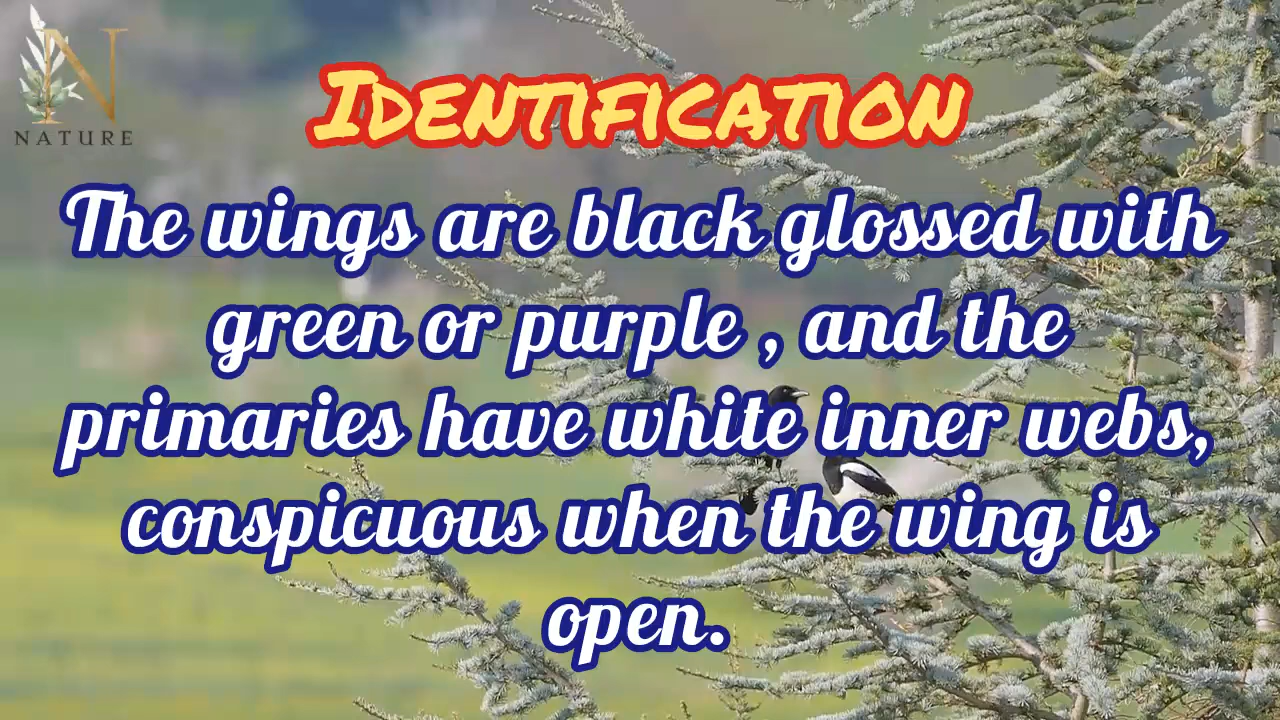 N
NATURE
IDENTIFICATION
The wings are black glossed with
green or purple , and the
primaries have white inner webs,
conspicuous when the wing is
open.